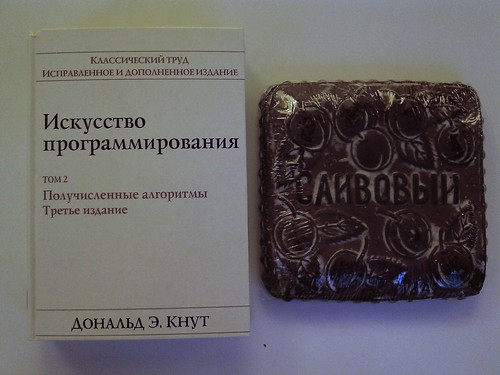 КЛАССИЧЕСКИЙ ТРУД
ИСПРАВЛЕННОЕ И ДОПОЛНЕННОЕ ИЗДАНИЕ
Искусство
программирования
ТОМ 2
Получисленные алгоритмы
Третье издание
ДОНАЛЬД Э. КНУТ
СЛИВОВЫЙ